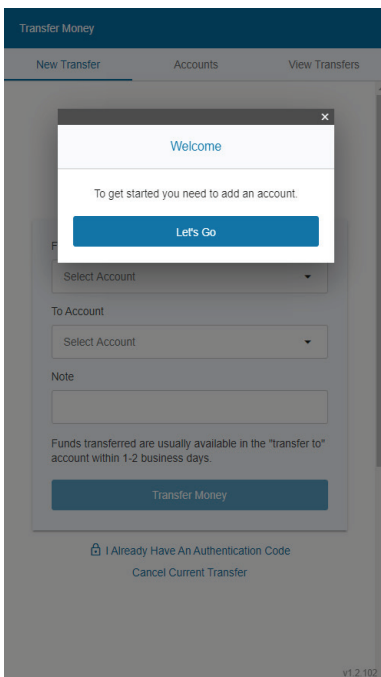 Transfer Money
New Transfer
Accounts
View Transfers
×
Welcome
To get started you need to add an account.
Let's Go
F
Select Account
To Account
Select Account
Note
Funds transferred are usually available in the "transfer to"
account within 1-2 business days.
Transfer Money
I Already Have An Authentication Code
Cancel Current Transfer
v1.2.102